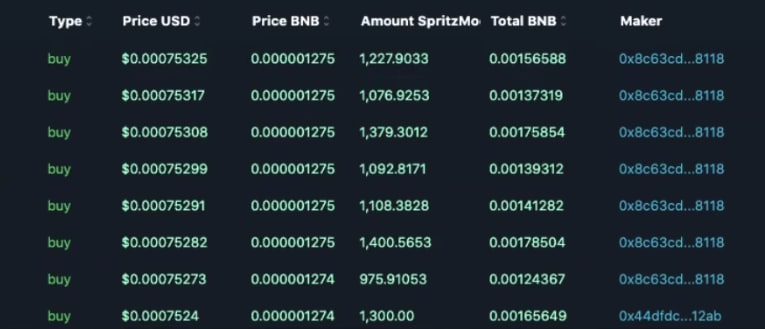 Type Price USD Price BNB Amount SpritzMo Total BNB Maker
buy $0.00075325 0.000001275 1,227.9033 0.00156588 0x8c63cd...8118
buy $0.00075317 0.000001275 1,076.9253 0.00137319 0x8c63cd...8118
buy $0.00075308 0.000001275 1,379.3012 0.00175854 0x8c63cd...8118
buy $0.00075299 0.000001275 1,092.8171 0.00139312 0x8c63cd...8118
buy $0.00075291 0.000001275 1,108.3828 0.00141282 0x8c63cd...8118
buy $0.00075282 0.000001275 1,400.5653 0.00178504 0x8c63cd...8118
buy $0.00075273 0.000001274 975.91053 0.00124367 0x8c63cd...8118
buy $0.0007524 0.000001274 1,300.00 0.00165649 0x44dfdc...12ab